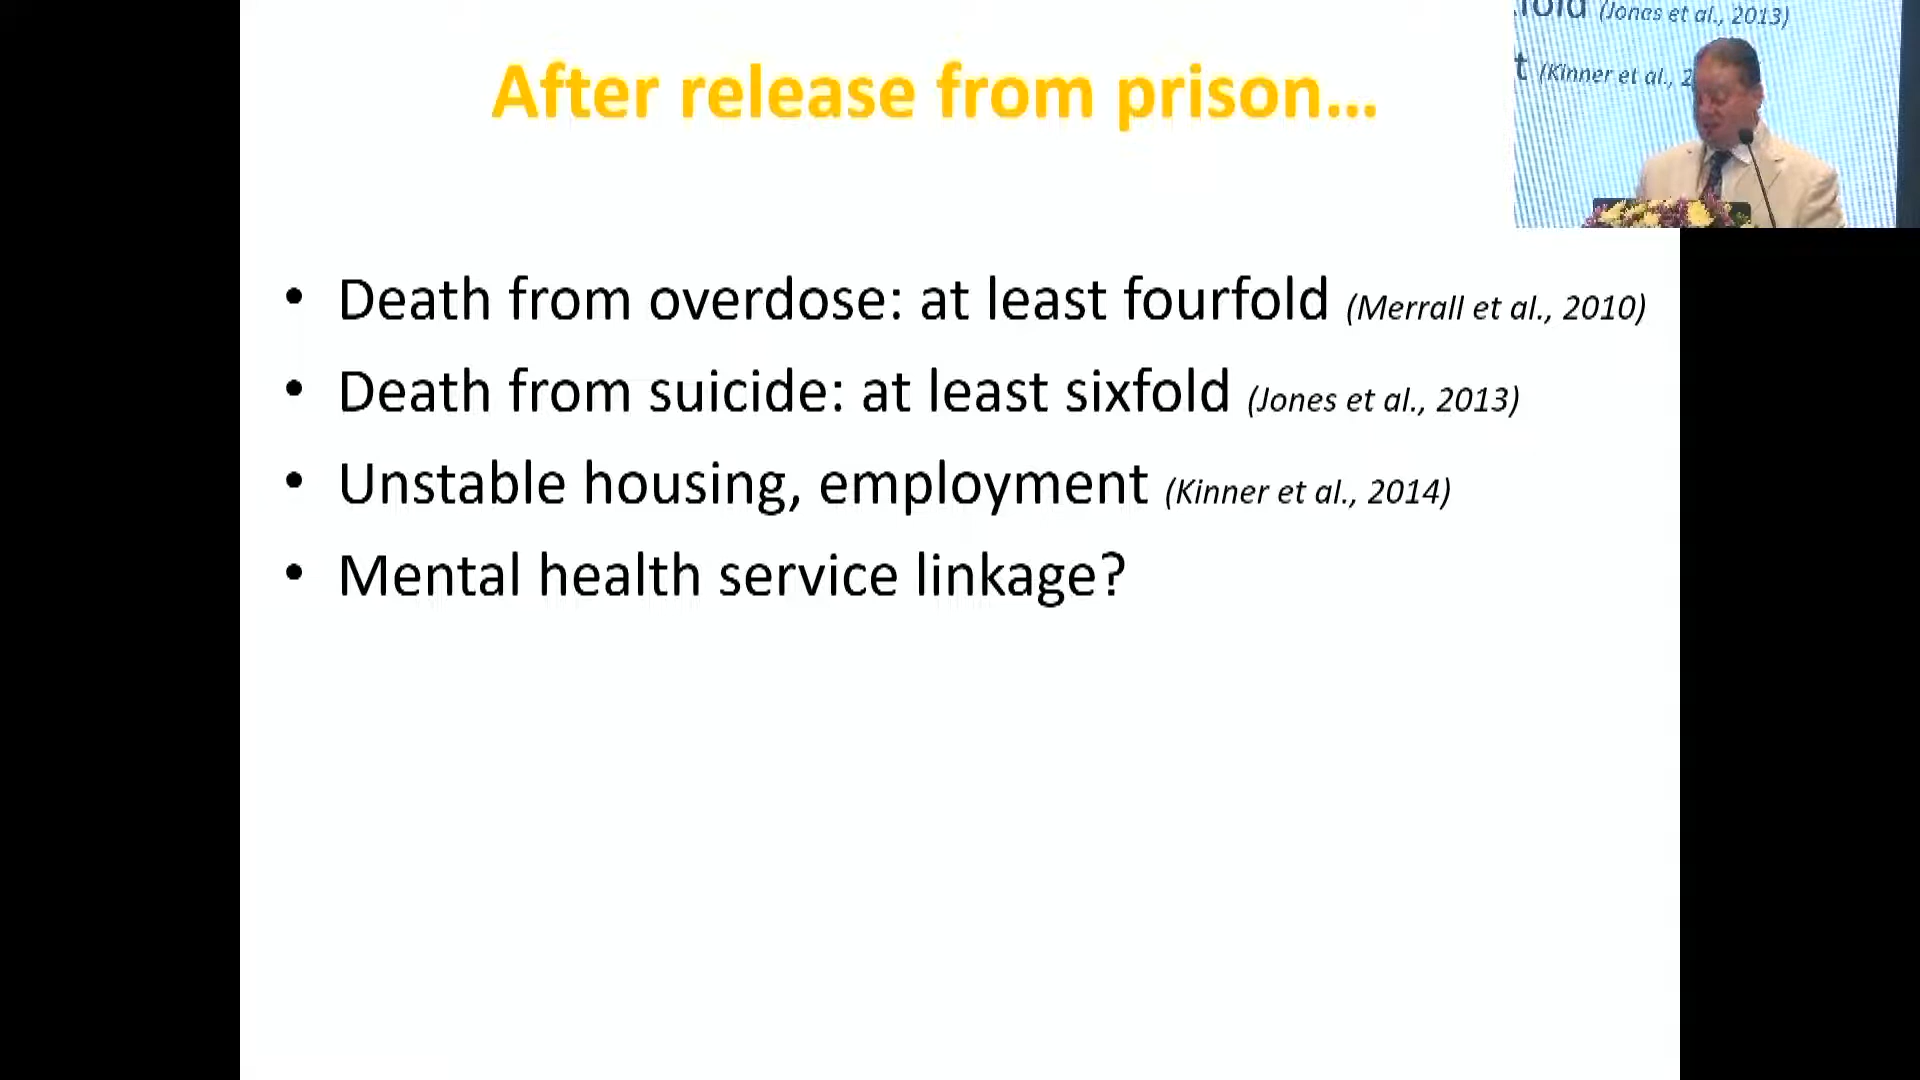 After release from prison...
• Death from overdose: at least fourfold (Merrall et al., 2010)
• Death from suicide: at least sixfold (Jones et al., 2013)
• Unstable housing, employment (Kinner et al., 2014)
• Mental health service linkage?
(Jones et al., 2013)
t (Kinner et al., 2